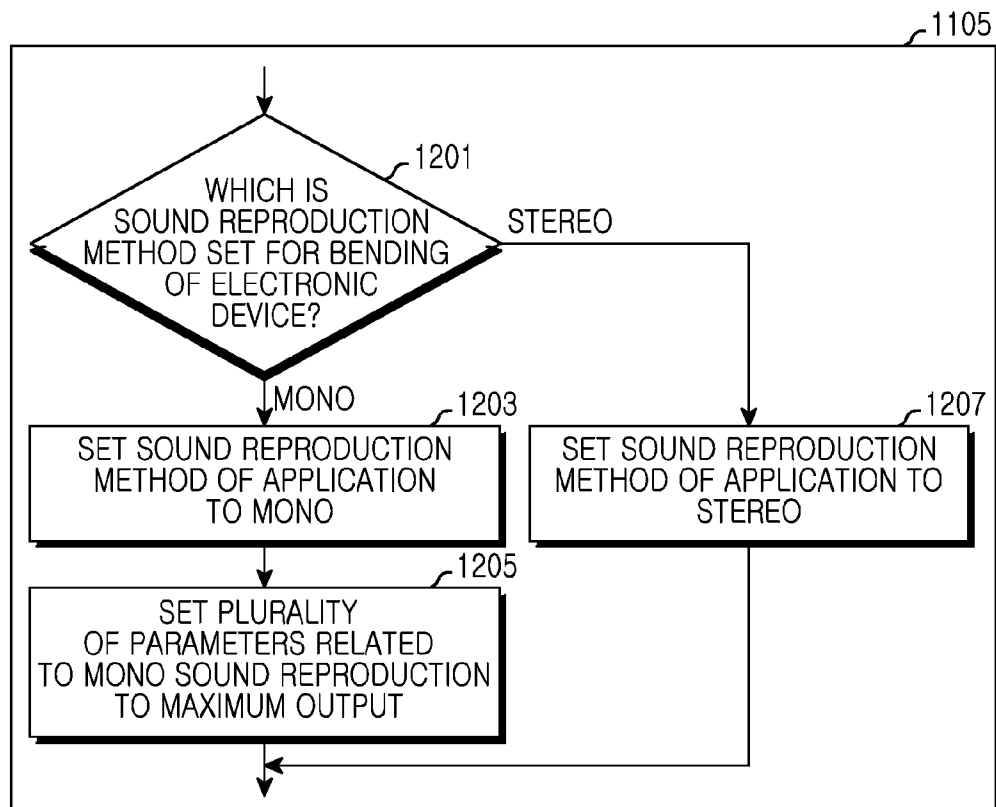 1105
1201
WHICH IS
SOUND REPRODUCTION
METHOD SET FOR BENDING
OF ELECTRONIC
DEVICE?
STEREO
MONO
1203
SET SOUND REPRODUCTION
METHOD OF APPLICATION
TO MONO
1207
SET SOUND REPRODUCTION
METHOD OF APPLICATION TO
STEREO
1205
SET PLURALITY
OF PARAMETERS RELATED
TO MONO SOUND REPRODUCTION
TO MAXIMUM OUTPUT